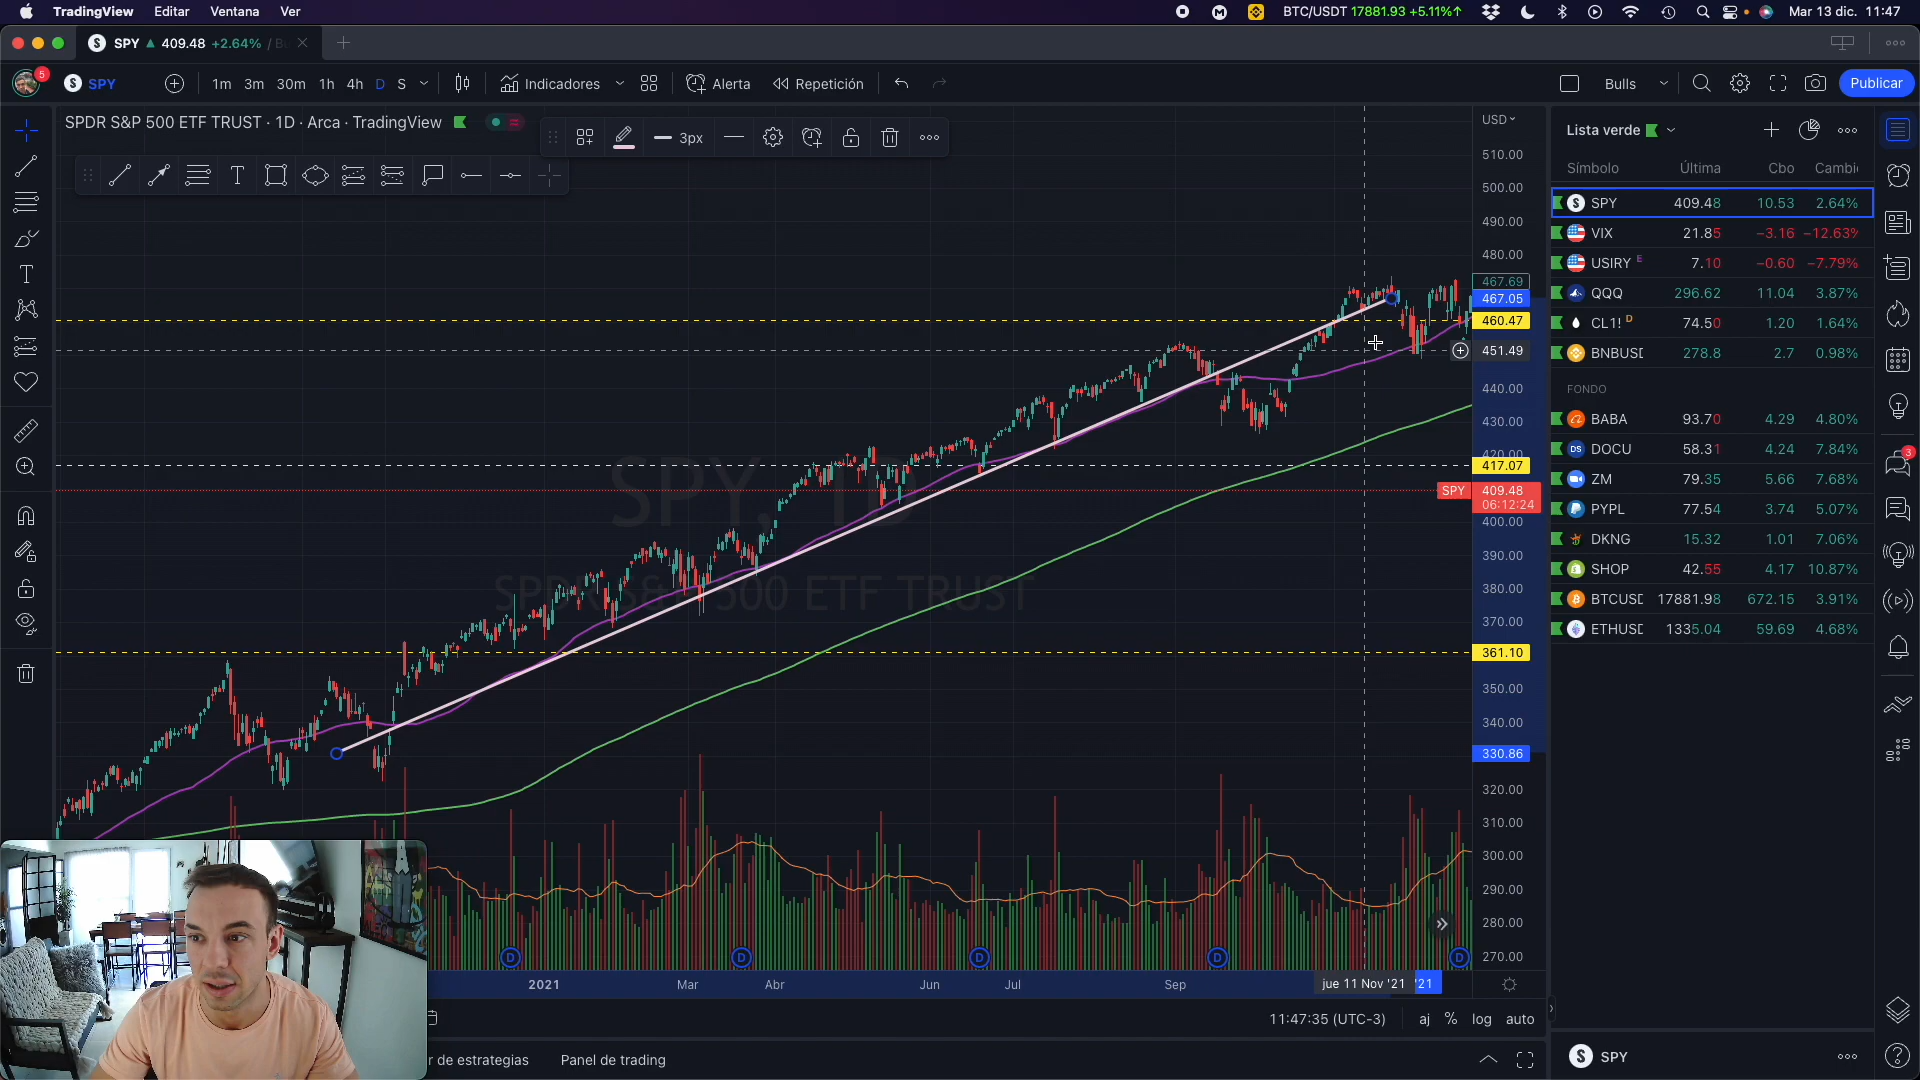 TradingView Editar Ventana Ver
BTC/USDT 17881.93 +5.11%↑ Mar 13 dic. 11:47
SPY ▲ 409.48 +2.64%
5
SPY 1m 3m 30m 1h 4h D S Indicadores Alerta Repetición Bulls Publicar
SPDR S&P 500 ETF TRUST · 1D · Arca · TradingView
3px
T
SPY, 1D
SPDR S&P 500 ETF TRUST
USD
510.00
500.00
490.00
480.00
467.69
467.05
460.47
451.49
440.00
430.00
420.00
417.07
SPY 409.48
06:12:24
400.00
390.00
380.00
370.00
361.10
350.00
340.00
330.86
320.00
310.00
300.00
290.00
280.00
270.00
D D D D D
2021 Mar Abr Jun Jul Sep jue 11 Nov '21 '21
11:47:35 (UTC-3) aj % log auto
r de estrategias Panel de trading
Lista verde
Símbolo Última Cbo Cambio
SPY 409.48 10.53 2.64%
VIX 21.85 −3.16 −12.63%
USIRY E 7.10 −0.60 −7.79%
QQQ 296.62 11.04 3.87%
CL1! D 74.50 1.20 1.64%
BNBUSD 278.8 2.7 0.98%
FONDO
BABA 93.70 4.29 4.80%
DOCU 58.31 4.24 7.84%
ZM 79.35 5.66 7.68%
PYPL 77.54 3.74 5.07%
DKNG 15.32 1.01 7.06%
SHOP 42.55 4.17 10.87%
BTCUSD 17881.98 672.15 3.91%
ETHUSD 1335.04 59.69 4.68%
3
SPY